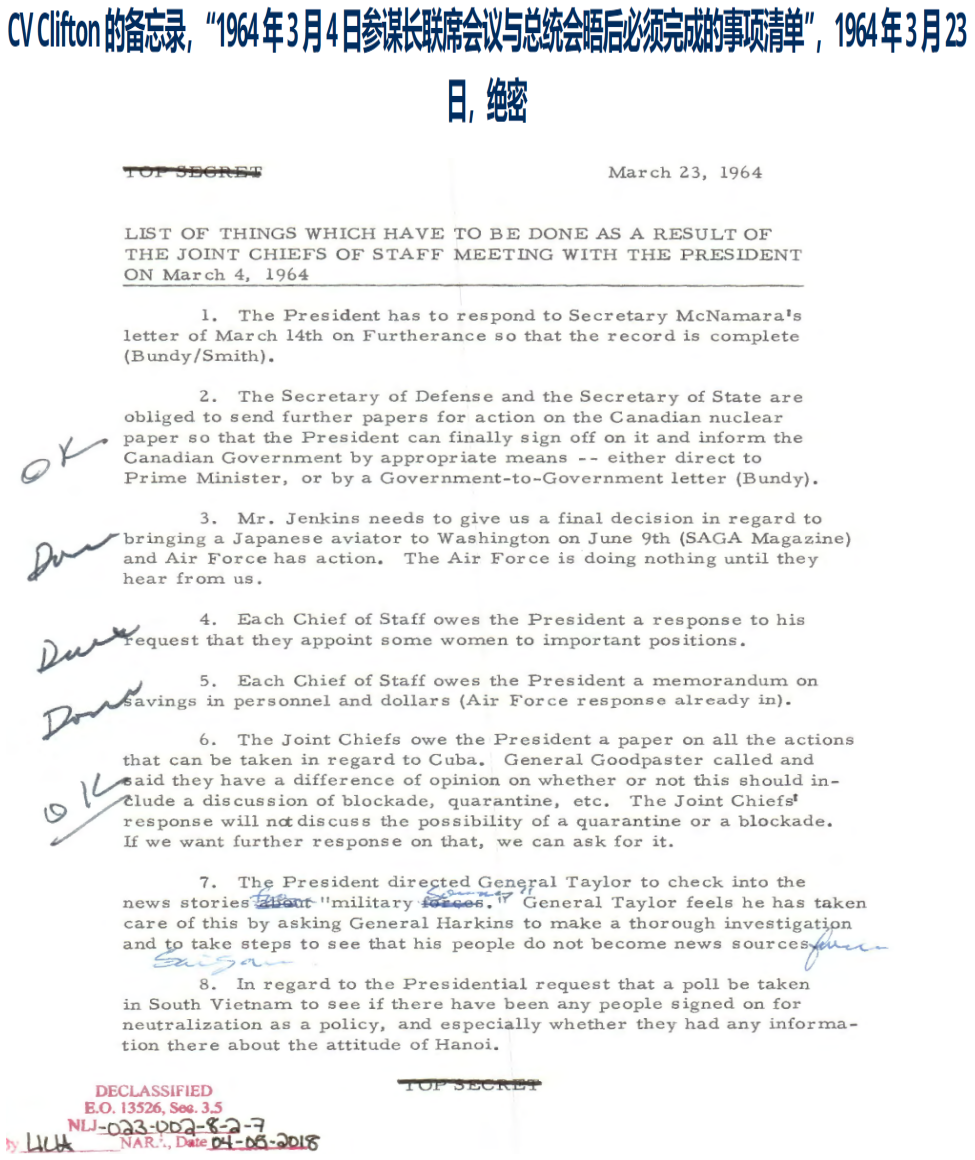 CV Clifton 的备忘录,“1964 年 3 月 4 日参谋长联席会议与总统会晤后必须完成的事项清单”,1964 年 3 月 23
日,绝密
TOP SECRET
March 23, 1964
LIST OF THINGS WHICH HAVE TO BE DONE AS A RESULT OF
THE JOINT CHIEFS OF STAFF MEETING WITH THE PRESIDENT
ON March 4, 1964
1. The President has to respond to Secretary McNamara's
letter of March 14th on Furtherance so that the record is complete
(Bundy/Smith).
2. The Secretary of Defense and the Secretary of State are
obliged to send further papers for action on the Canadian nuclear
OK
paper so that the President can finally sign off on it and inform the
Canadian Government by appropriate means -- either direct to
Prime Minister, or by a Government-to-Government letter (Bundy).
3. Mr. Jenkins needs to give us a final decision in regard to
Done
bringing a Japanese aviator to Washington on June 9th (SAGA Magazine)
and Air Force has action. The Air Force is doing nothing until they
hear from us.
4. Each Chief of Staff owes the President a response to his
Done
request that they appoint some women to important positions.
5. Each Chief of Staff owes the President a memorandum on
Done
savings in personnel and dollars (Air Force response already in).
6. The Joint Chiefs owe the President a paper on all the actions
that can be taken in regard to Cuba. General Goodpaster called and
OK
said they have a difference of opinion on whether or not this should in-
clude a discussion of blockade, quarantine, etc. The Joint Chiefs'
response will not discuss the possibility of a quarantine or a blockade.
If we want further response on that, we can ask for it.
7. The President directed General Taylor to check into the
from
sources"
news stories about "military forces." General Taylor feels he has taken
care of this by asking General Harkins to make a thorough investigation
and to take steps to see that his people do not become news sources
from
Saigon.
8. In regard to the Presidential request that a poll be taken
in South Vietnam to see if there have been any people signed on for
neutralization as a policy, and especially whether they had any informa-
tion there about the attitude of Hanoi.
TOP SECRET
DECLASSIFIED
E.O. 13526, Sec. 3.5
NLJ-023-002-8-2-7
by NAR., Date 04-05-2018